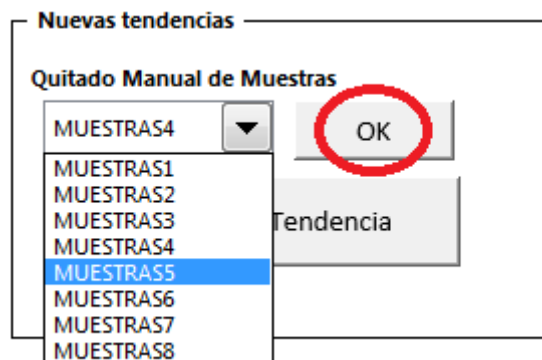 Nuevas tendencias
Quitado Manual de Muestras
MUESTRAS4
OK
MUESTRAS1
MUESTRAS2
MUESTRAS3
MUESTRAS4
MUESTRAS5
MUESTRAS6
MUESTRAS7
MUESTRAS8
Tendencia